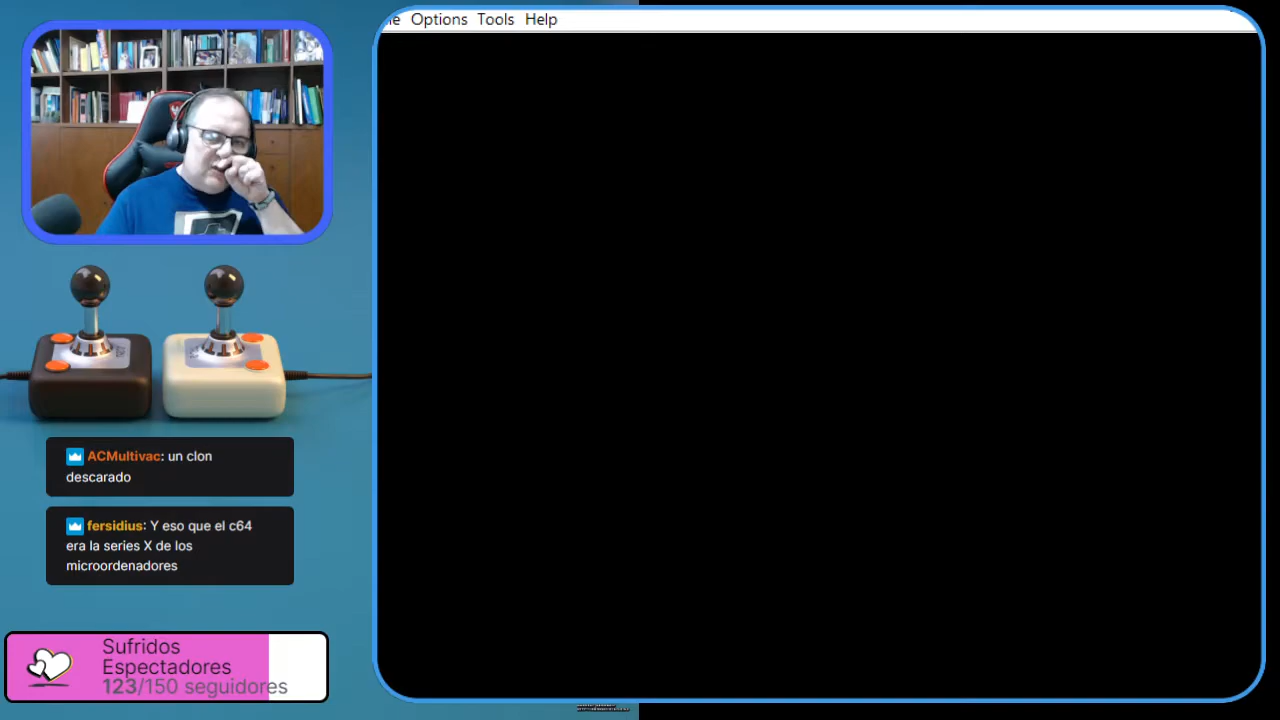 Options Tools Help
ACMultivac: un clon
descarado
fersidius: Y eso que el c64
era la series X de los
microordenadores
Sufridos
Espectadores
123/150 seguidores